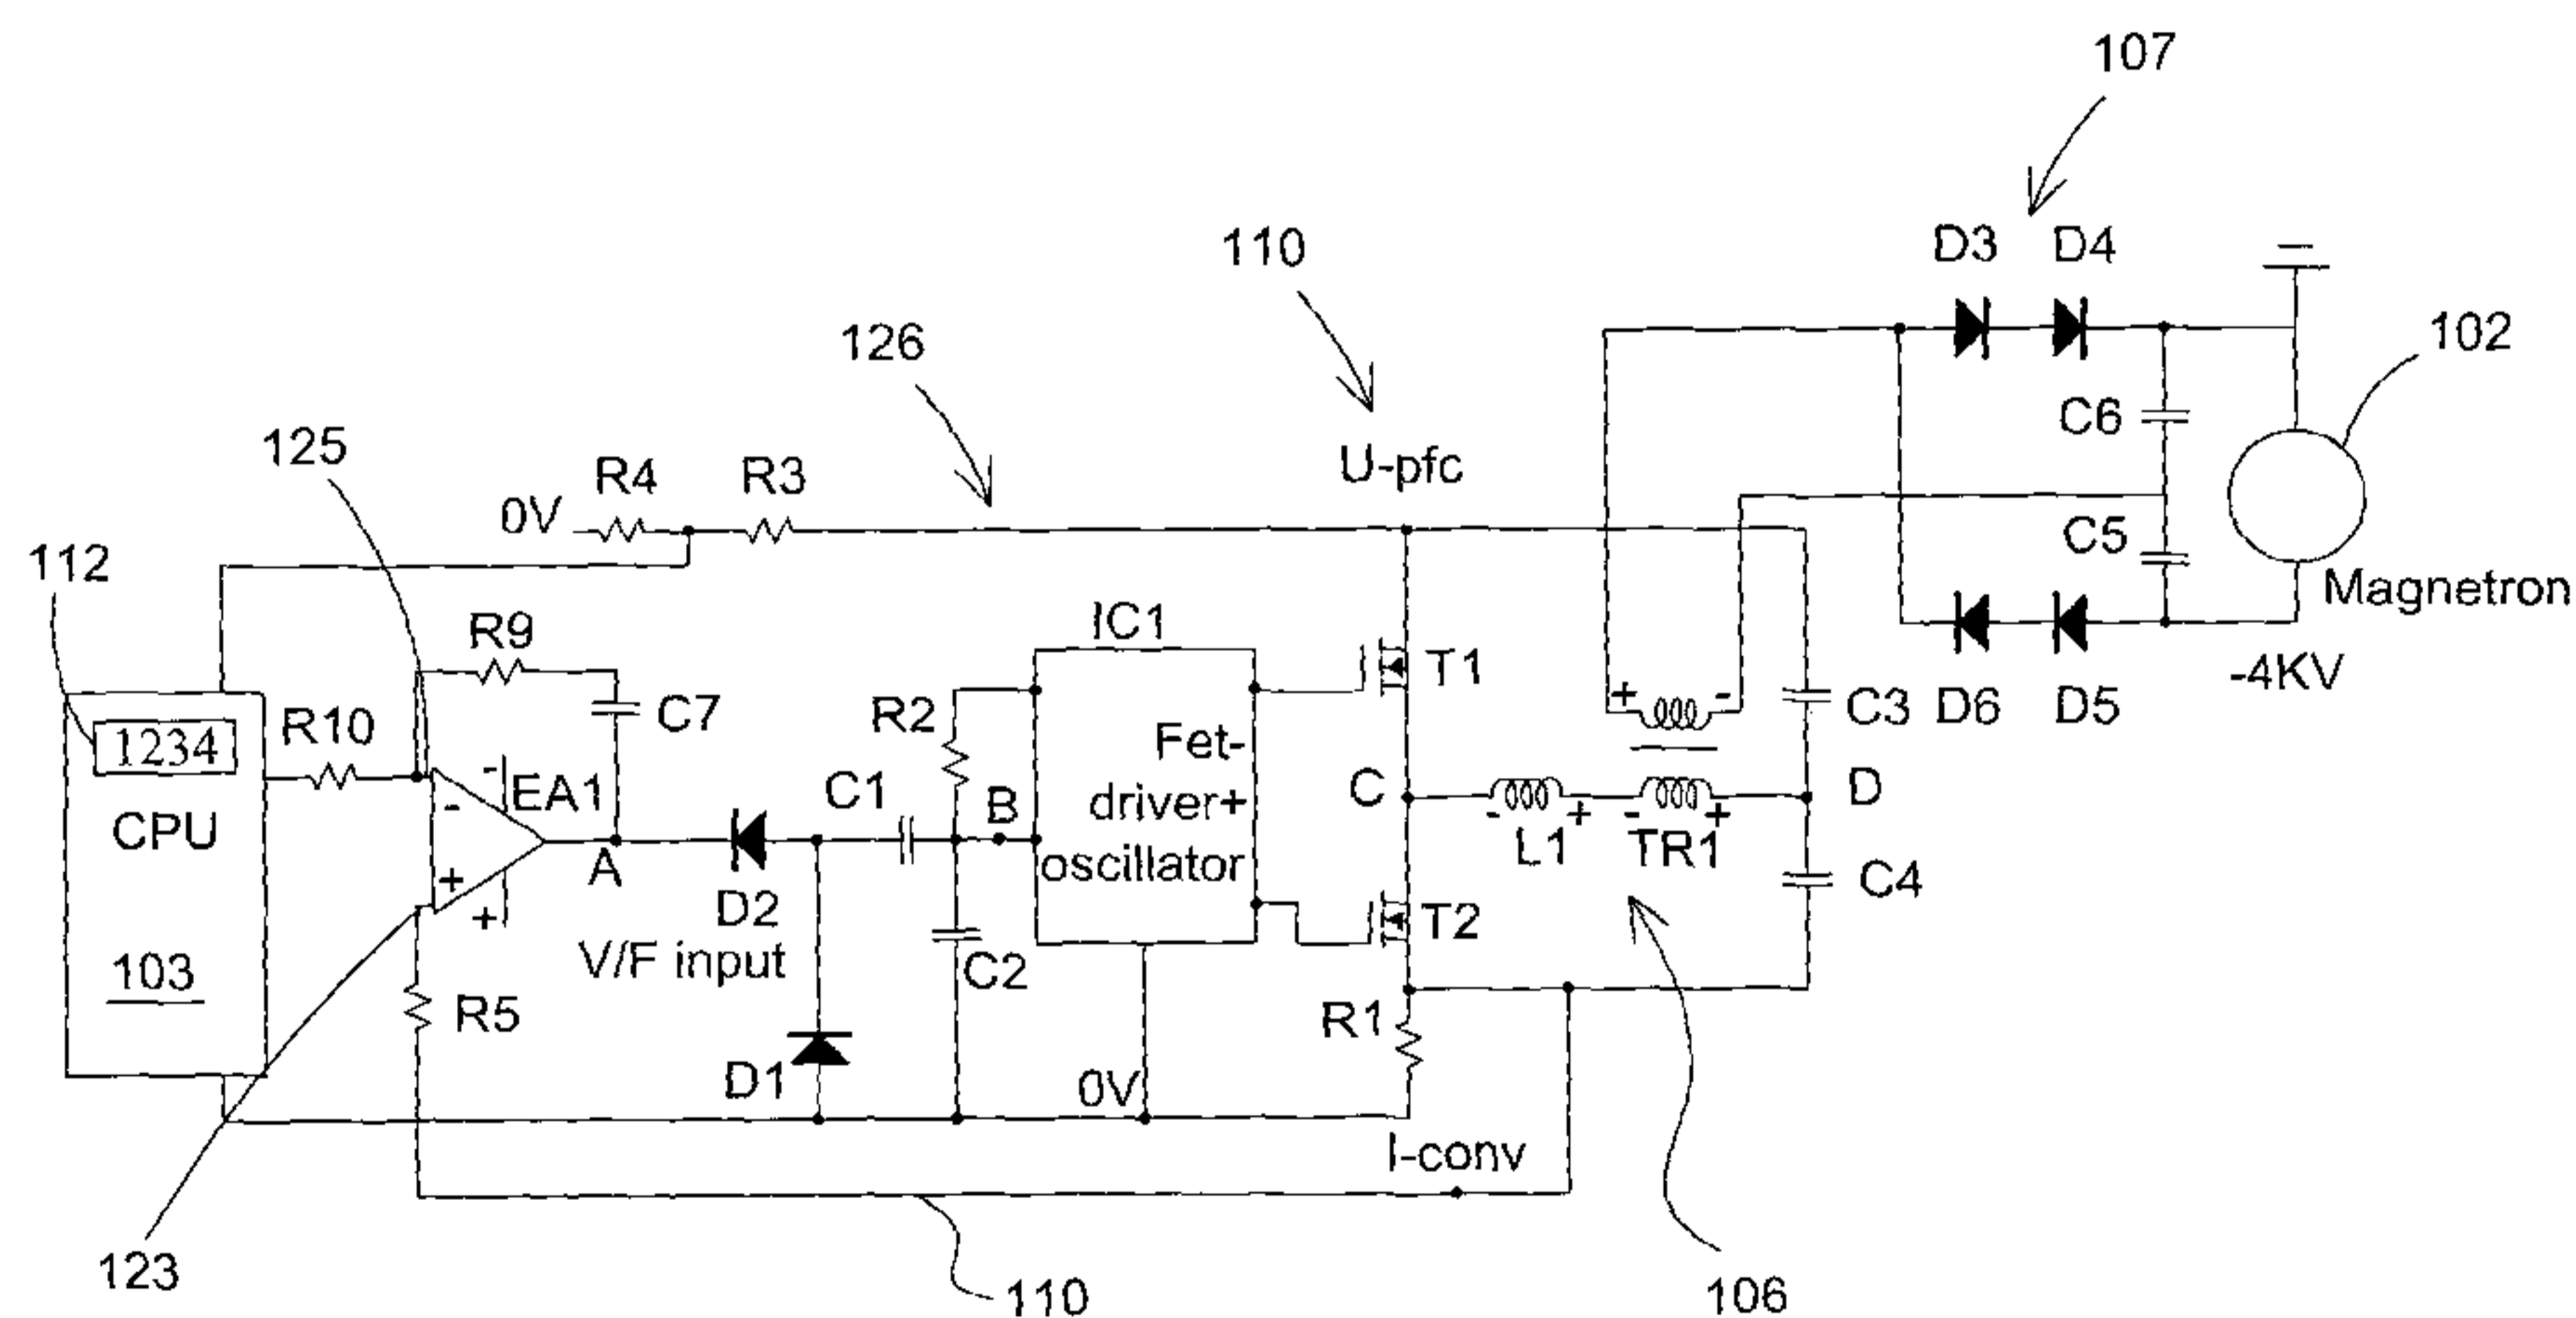 107
110
D3 D4
102
126
C6
125
U-pfc
R4 R3
0V
C5
112
Magnetron
IC1
R9
T1
-4KV
C7
R2
+ -
C3 D6 D5
R10
1234
Fet-
-
EA1
-
C1
B
C
D
CPU
driver+
- + - +
L1 TR1
A
oscillator
+
D2
C4
+
T2
V/F input
103
C2
R5
R1
D1
0V
I-conv
123
110
106